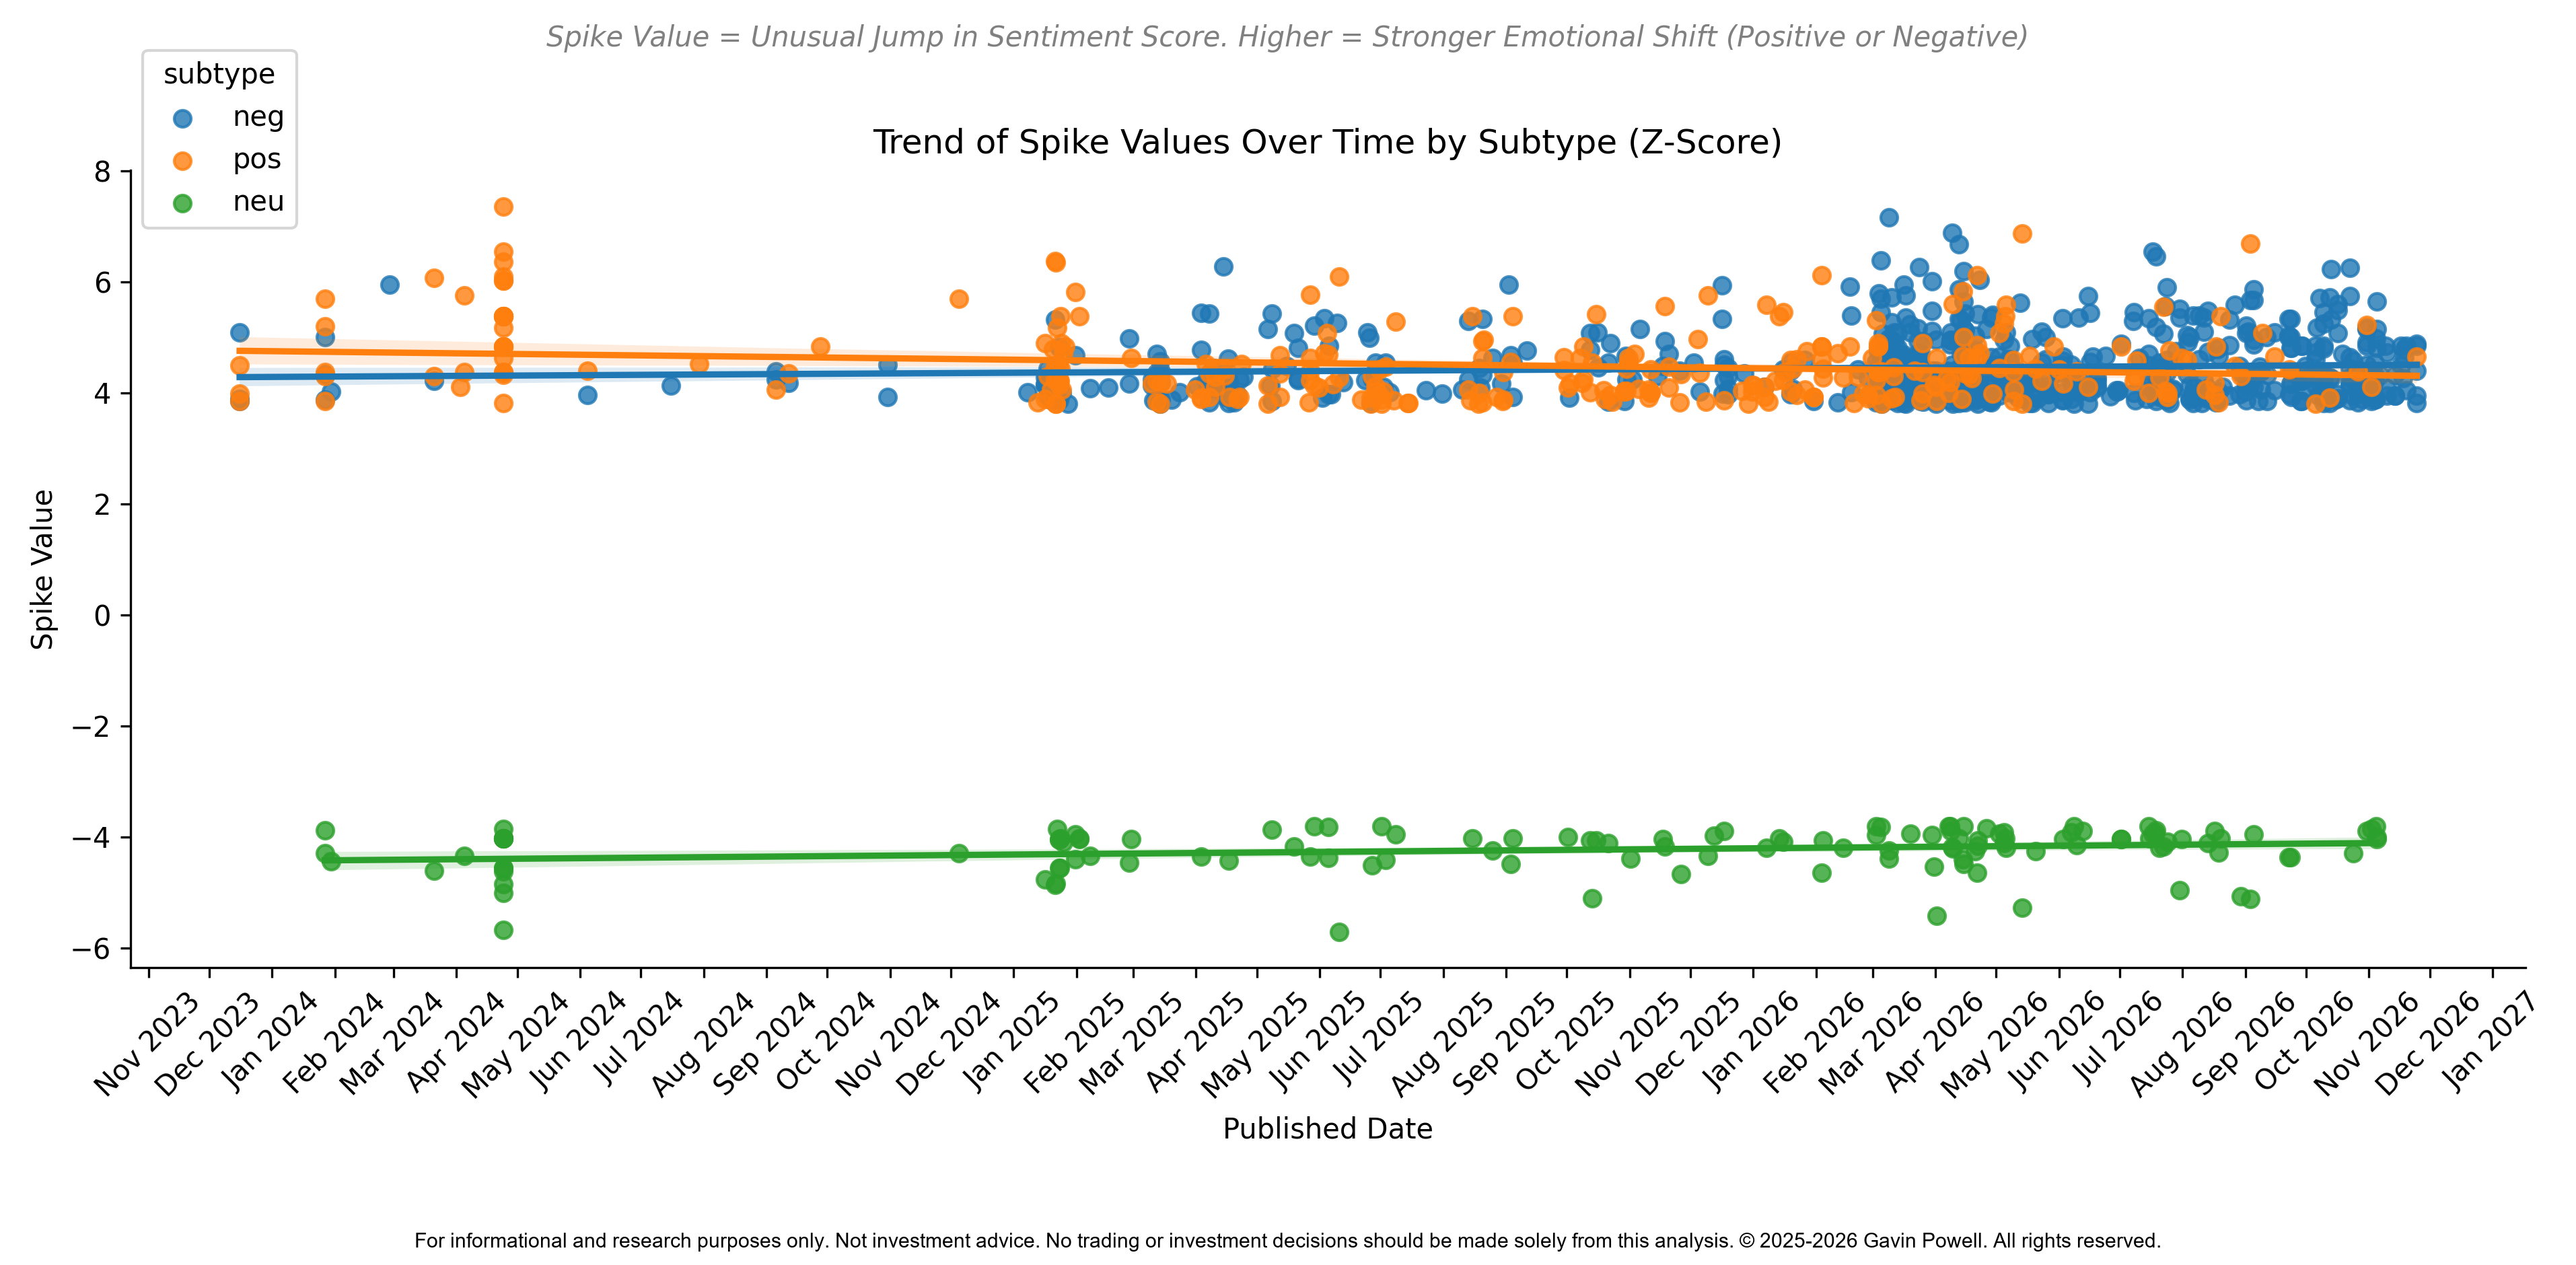 Spike Value = Unusual Jump in Sentiment Score. Higher = Stronger Emotional Shift (Positive or Negative)
subtype
neg
pos
neu
Trend of Spike Values Over Time by Subtype (Z-Score)
8
6
4
2
0
−2
−4
−6
Spike Value
Nov 2023
Dec 2023
Jan 2024
Feb 2024
Mar 2024
Apr 2024
May 2024
Jun 2024
Jul 2024
Aug 2024
Sep 2024
Oct 2024
Nov 2024
Dec 2024
Jan 2025
Feb 2025
Mar 2025
Apr 2025
May 2025
Jun 2025
Jul 2025
Aug 2025
Sep 2025
Oct 2025
Nov 2025
Dec 2025
Jan 2026
Feb 2026
Mar 2026
Apr 2026
May 2026
Jun 2026
Jul 2026
Aug 2026
Sep 2026
Oct 2026
Nov 2026
Dec 2026
Jan 2027
Published Date
For informational and research purposes only. Not investment advice. No trading or investment decisions should be made solely from this analysis. © 2025-2026 Gavin Powell. All rights reserved.